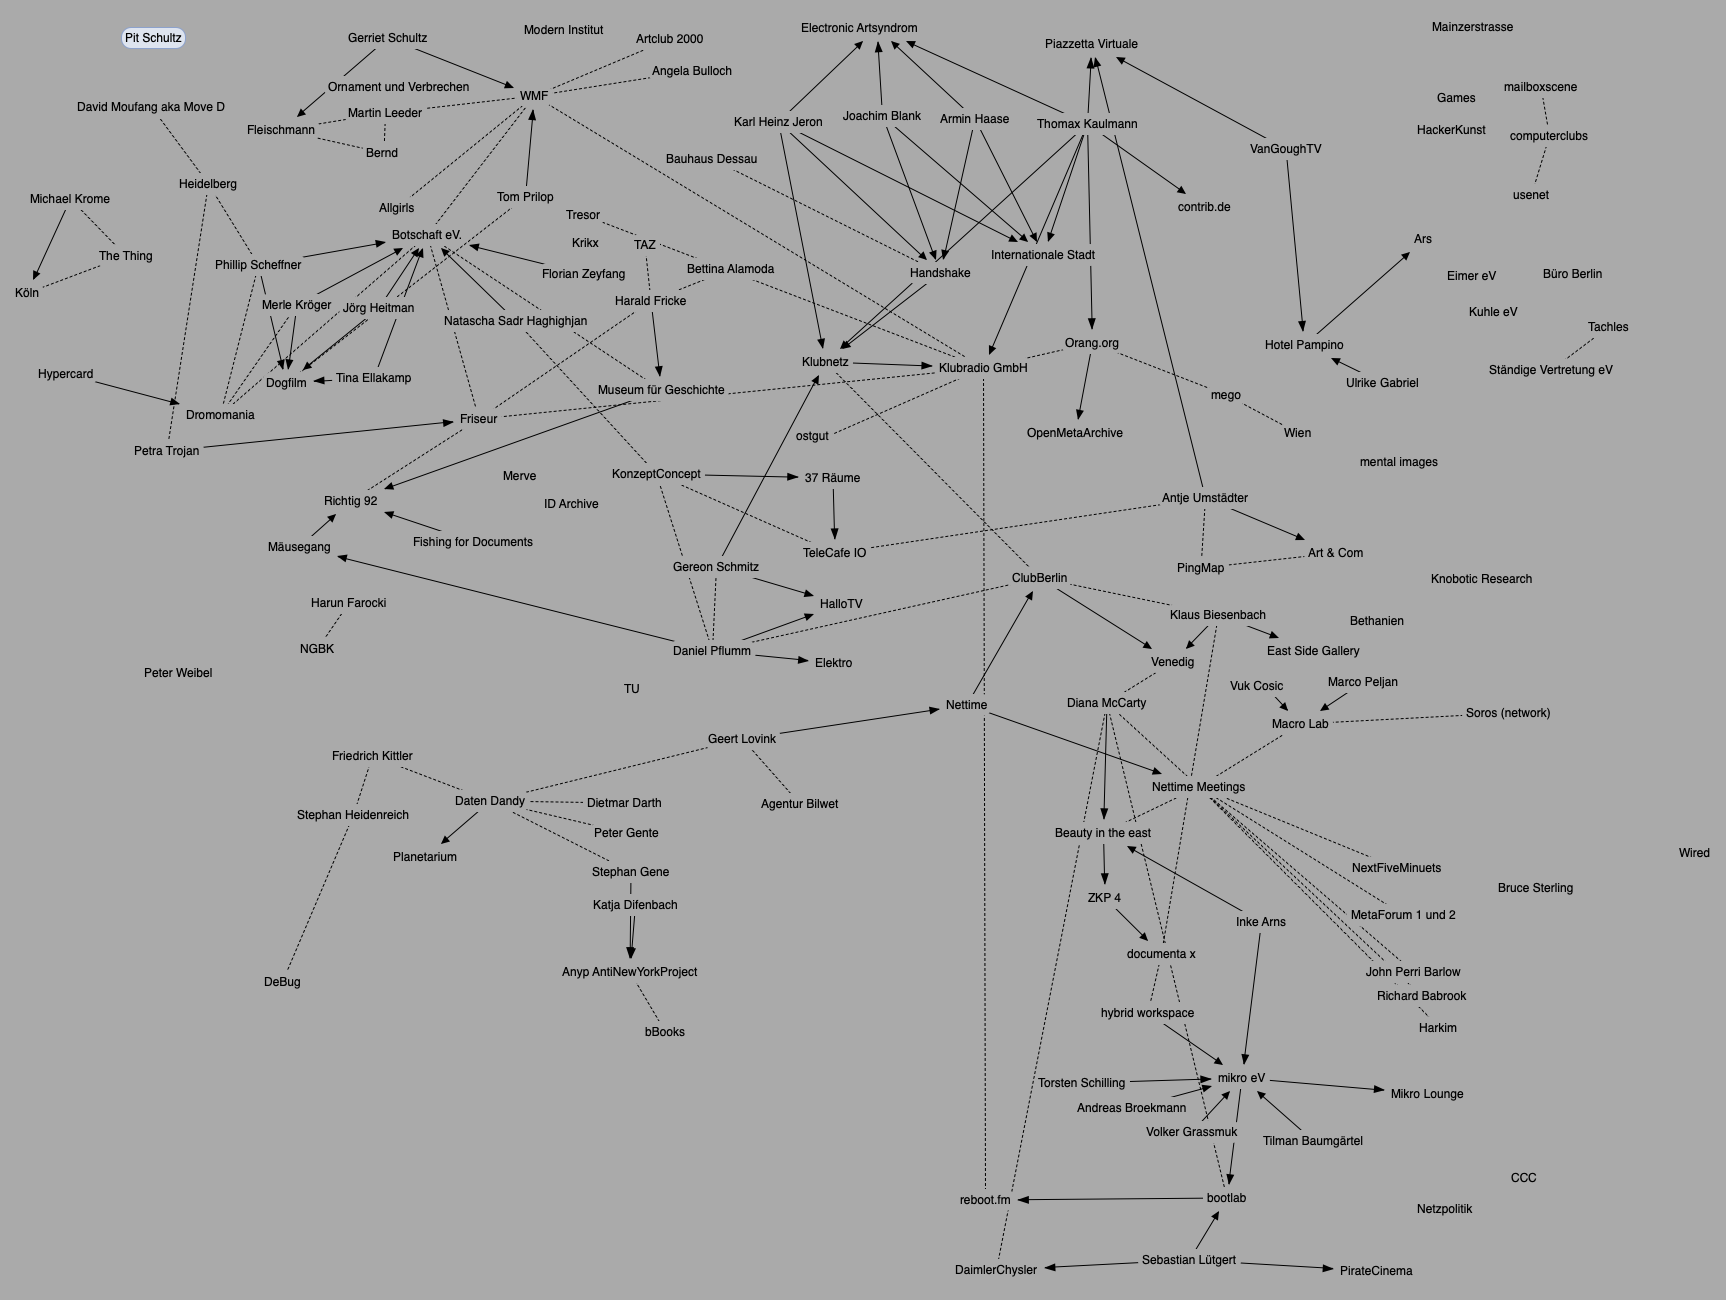 Pit Schultz
Gerriet Schultz
Modern Institut
Artclub 2000
Electronic Artsyndrom
Piazzetta Virtuale
Mainzerstrasse
Angela Bulloch
Ornament und Verbrechen
WMF
mailboxscene
Games
David Moufang aka Move D
Martin Leeder
Fleischmann
Karl Heinz Jeron
Joachim Blank
Armin Haase
Thomax Kaulmann
HackerKunst
computerclubs
Bernd
Bauhaus Dessau
VanGoughTV
Heidelberg
Michael Krome
Tom Prilop
usenet
Allgirls
Tresor
contrib.de
Botschaft eV.
Krikx
TAZ
Ars
The Thing
Phillip Scheffner
Internationale Stadt
Florian Zeyfang
Bettina Alamoda
Handshake
Eimer eV
Büro Berlin
Köln
Merle Kröger
Jörg Heitman
Harald Fricke
Kuhle eV
Natascha Sadr Haghighjan
Tachles
Orang.org
Hotel Pampino
Klubnetz
Klubradio GmbH
Ständige Vertretung eV
Hypercard
Dogfilm
Tina Ellakamp
Ulrike Gabriel
Museum für Geschichte
mego
Dromomania
Friseur
Petra Trojan
ostgut
OpenMetaArchive
Wien
mental images
Merve
KonzeptConcept
37 Räume
Richtig 92
ID Archive
Antje Umstädter
Mäusegang
Fishing for Documents
TeleCafe IO
Art & Com
Gereon Schmitz
PingMap
ClubBerlin
Knobotic Research
Harun Farocki
HalloTV
Klaus Biesenbach
Bethanien
NGBK
Daniel Pflumm
Elektro
Venedig
East Side Gallery
Peter Weibel
TU
Vuk Cosic
Marco Peljan
Nettime
Diana McCarty
Macro Lab
Soros (network)
Geert Lovink
Friedrich Kittler
Nettime Meetings
Daten Dandy
Dietmar Darth
Agentur Bilwet
Stephan Heidenreich
Peter Gente
Beauty in the east
Planetarium
Wired
Stephan Gene
NextFiveMinuets
Bruce Sterling
Katja Difenbach
ZKP 4
Inke Arns
MetaForum 1 und 2
documenta x
DeBug
Anyp AntiNewYorkProject
John Perri Barlow
Richard Babrook
hybrid workspace
Harkim
bBooks
Torsten Schilling
mikro eV
Mikro Lounge
Andreas Broekmann
Volker Grassmuk
Tilman Baumgärtel
CCC
reboot.fm
bootlab
Netzpolitik
Sebastian Lütgert
DaimlerChysler
PirateCinema